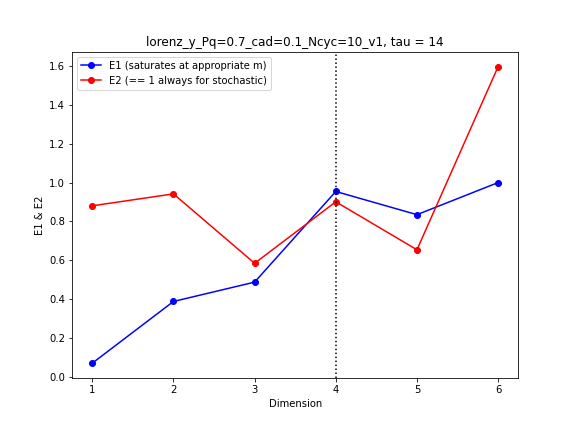 lorenz_y_Pq=0.7_cad=0.1_Ncyc=10_v1, tau = 14
E1 (saturates at appropriate m)
E2 (== 1 always for stochastic)
E1 & E2
1.6
1.4
1.2
1.0
0.8
0.6
0.4
0.2
0.0
1 2 3 4 5 6
Dimension